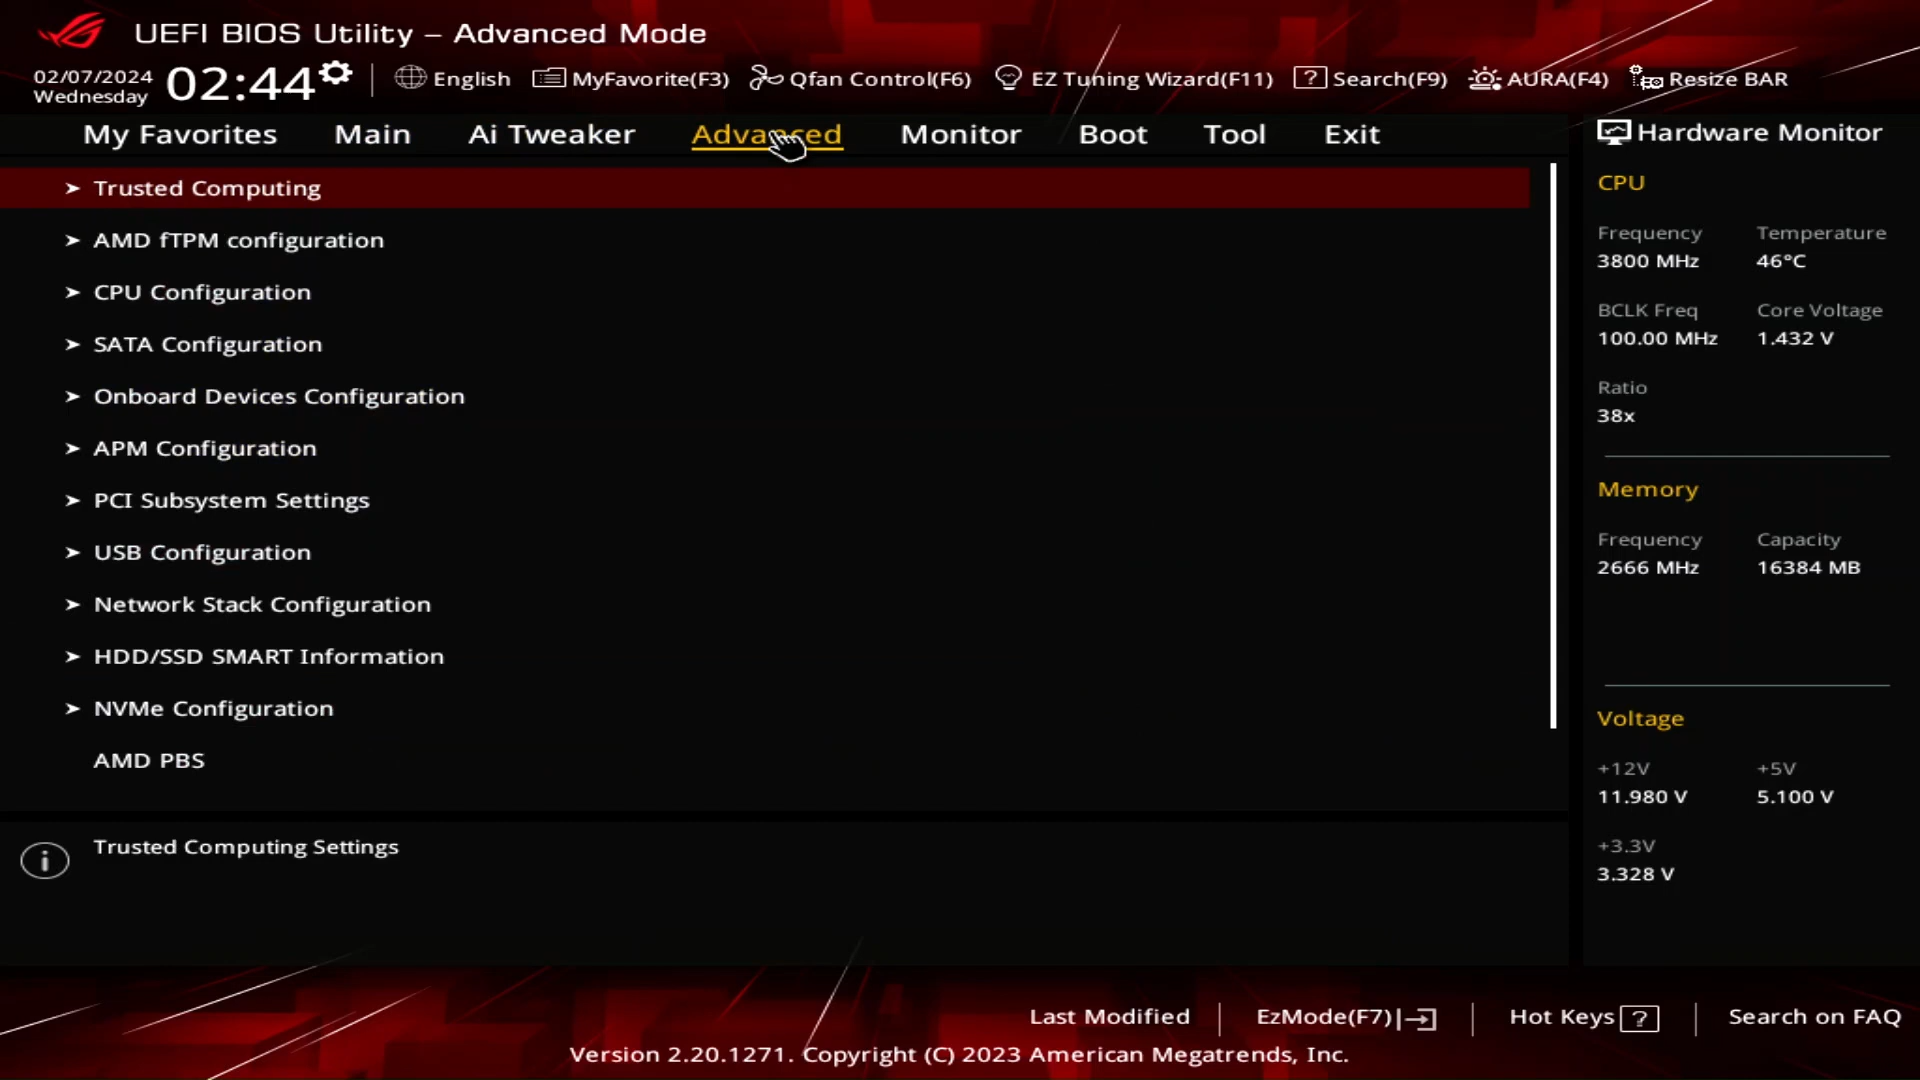 UEFI BIOS Utility – Advanced Mode
02/07/2024
Wednesday
02:44
English
MyFavorite(F3)
Qfan Control(F6)
EZ Tuning Wizard(F11)
? Search(F9)
AURA(F4)
Resize BAR
My Favorites
Main
Ai Tweaker
Advanced
Monitor
Boot
Tool
Exit
Trusted Computing
AMD fTPM configuration
CPU Configuration
SATA Configuration
Onboard Devices Configuration
APM Configuration
PCI Subsystem Settings
USB Configuration
Network Stack Configuration
HDD/SSD SMART Information
NVMe Configuration
AMD PBS
i
Trusted Computing Settings
Hardware Monitor
CPU
Frequency Temperature
3800 MHz 46°C
BCLK Freq Core Voltage
100.00 MHz 1.432 V
Ratio
38x
Memory
Frequency Capacity
2666 MHz 16384 MB
Voltage
+12V +5V
11.980 V 5.100 V
+3.3V
3.328 V
Last Modified
EzMode(F7)
Hot Keys ?
Search on FAQ
Version 2.20.1271. Copyright (C) 2023 American Megatrends, Inc.